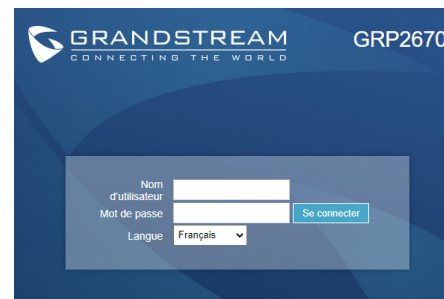 GRANDSTREAM
CONNECTING THE WORLD
GRP2670
Nom
d'utilisateur
Mot de passe
Se connecter
Langue
Français